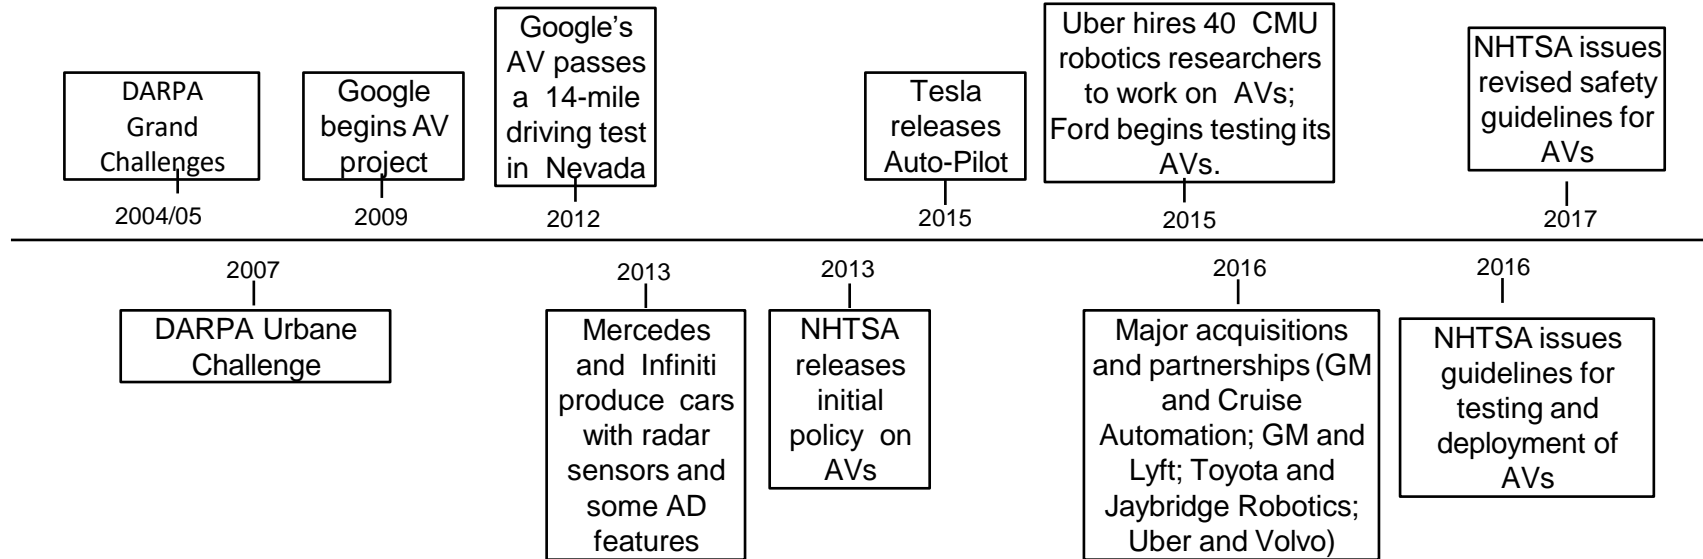 DARPA
Grand
Challenges
2004/05
Google
begins AV
project
2009
Google's
AV passes
a 14-mile
driving test
in Nevada
2012
Tesla
releases
Auto-Pilot
2015
Uber hires 40 CMU
robotics researchers
to work on AVs;
Ford begins testing its
AVs.
2015
NHTSA issues
revised safety
guidelines for
AVs
2017
2007
DARPA Urbane
Challenge
2013
Mercedes
and Infiniti
produce cars
with radar
sensors and
some AD
features
2013
NHTSA
releases
initial
policy on
AVs
2016
Major acquisitions
and partnerships (GM
and Cruise
Automation; GM and
Lyft; Toyota and
Jaybridge Robotics;
Uber and Volvo)
2016
NHTSA issues
guidelines for
testing and
deployment of
AVs